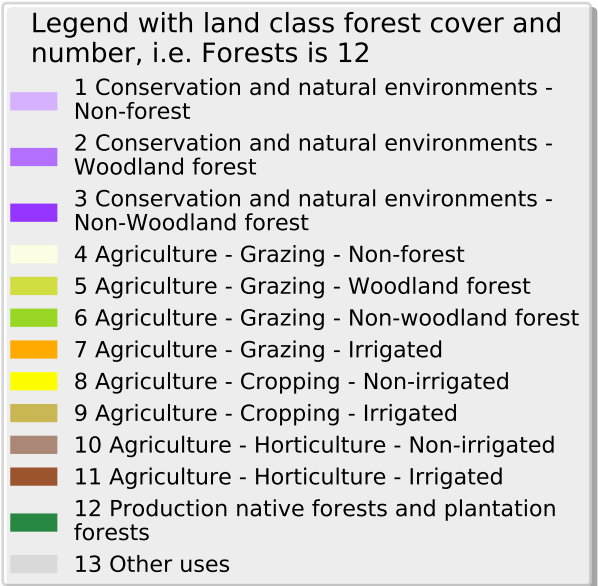 Legend with land class forest cover and
number, i.e. Forests is 12
1 Conservation and natural environments -
Non-forest
2 Conservation and natural environments -
Woodland forest
3 Conservation and natural environments -
Non-Woodland forest
4 Agriculture - Grazing - Non-forest
5 Agriculture - Grazing - Woodland forest
6 Agriculture - Grazing - Non-woodland forest
7 Agriculture - Grazing - Irrigated
8 Agriculture - Cropping - Non-irrigated
9 Agriculture - Cropping - Irrigated
10 Agriculture - Horticulture - Non-irrigated
11 Agriculture - Horticulture - Irrigated
12 Production native forests and plantation
forests
13 Other uses